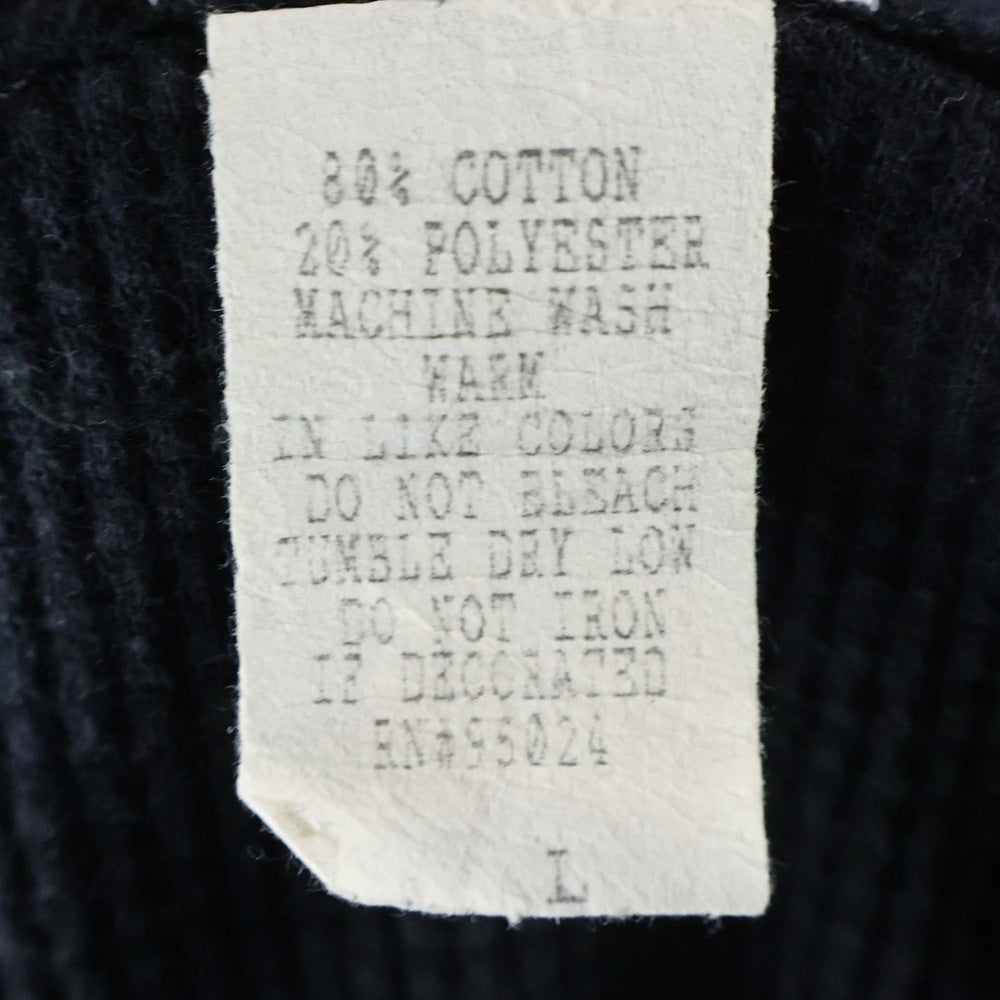 80% COTTON
20% POLYESTER
MACHINE WASH
WARM
IN LIKE COLORS
DO NOT BLEACH
TUMBLE DRY LOW
DO NOT IRON
IF DECORATED
RN#93024
L